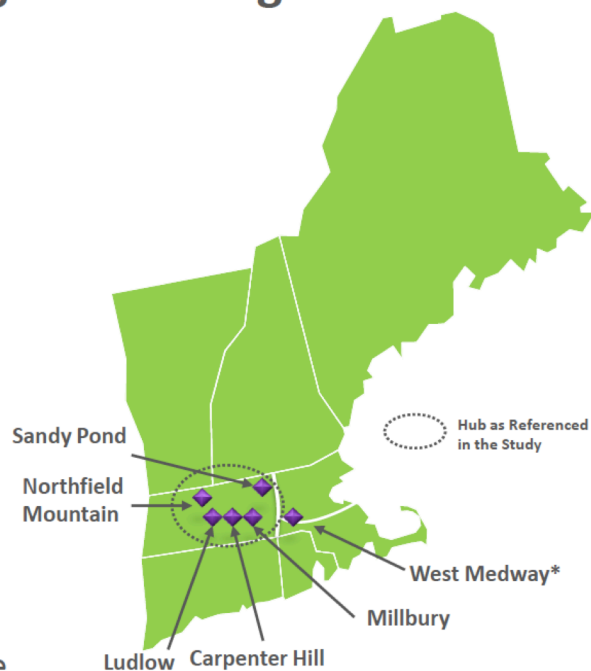 Sandy Pond
Hub as Referenced
in the Study
Northfield
Mountain
West Medway*
Millbury
Ludlow
Carpenter Hill